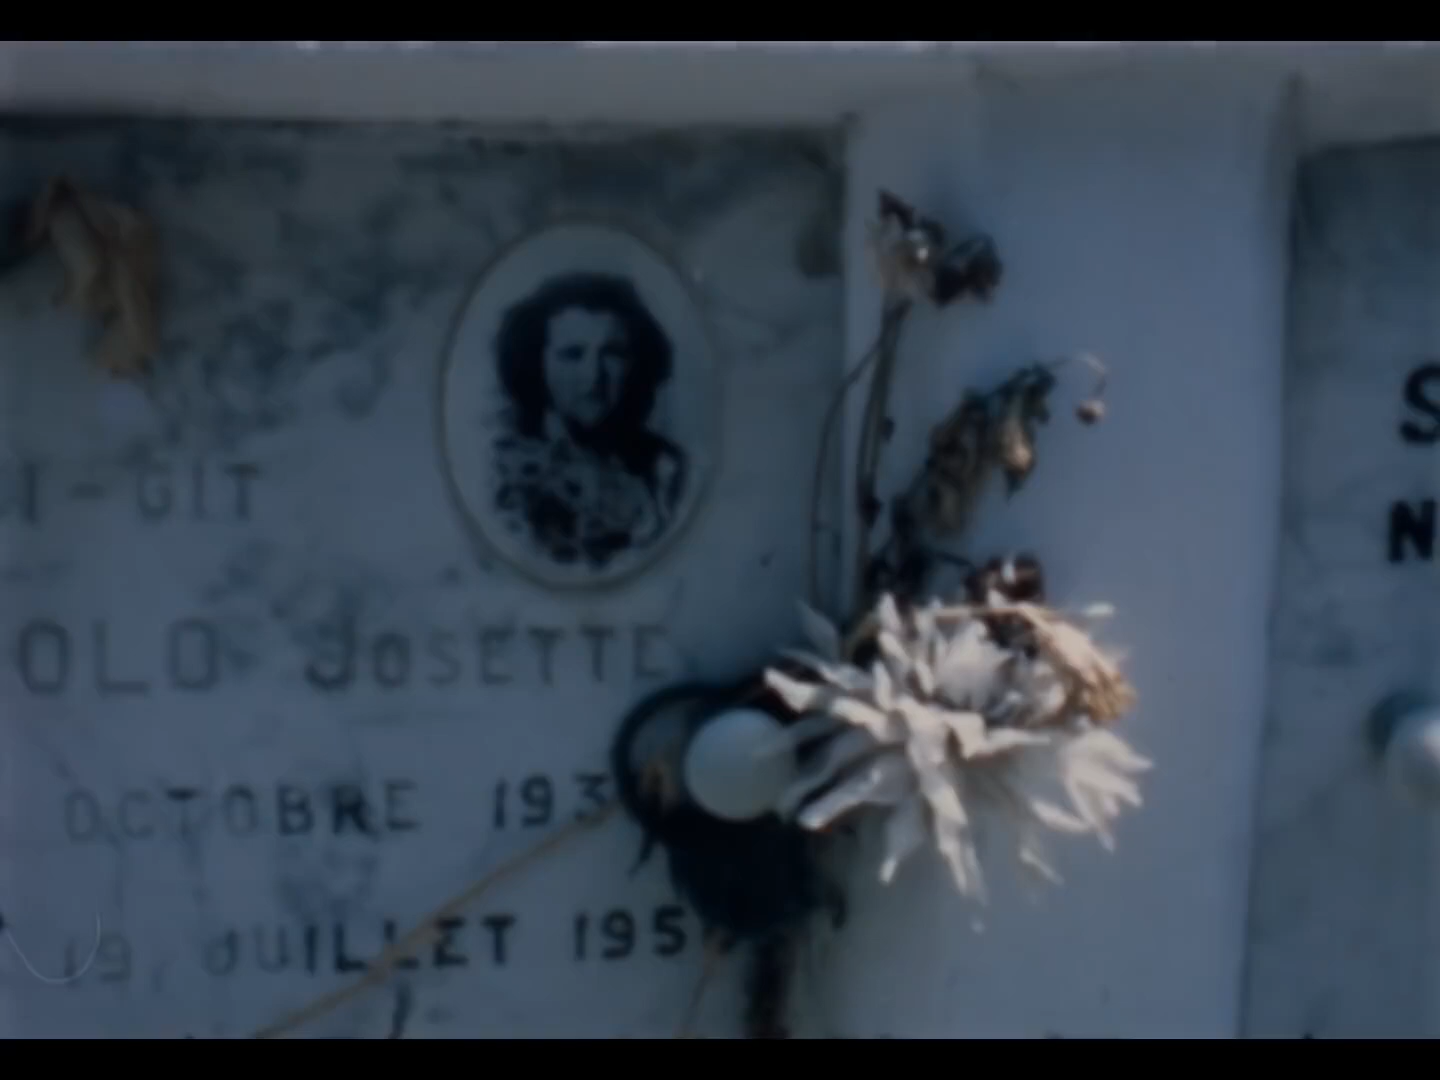 I-GIT
OLO JOSETTE
OCTOBRE 193
19, JUILLET 195
S
N